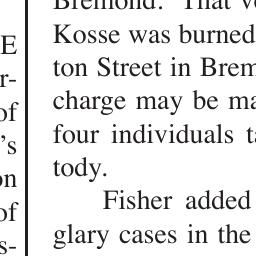 E
r-
of
's
on
of
s-
Bremond. That
Kosse was burned
ton Street in Brem
charge may be ma
four individuals ta
tody.
Fisher added
glary cases in the